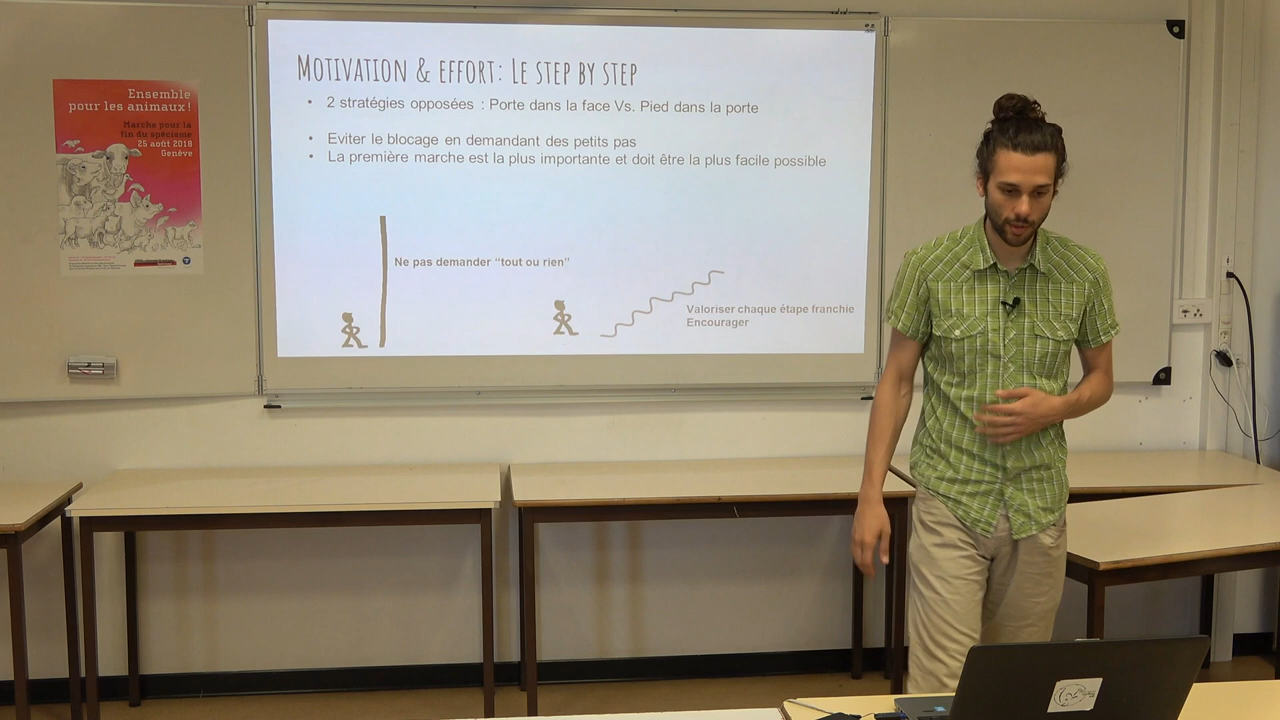 Ensemble
pour les animaux!
Marche pour la
fin du spécisme
25 août 2018
Genève
MOTIVATION & EFFORT: LE STEP BY STEP
• 2 stratégies opposées : Porte dans la face Vs. Pied dans la porte
• Eviter le blocage en demandant des petits pas
• La première marche est la plus importante et doit être la plus facile possible
Ne pas demander “tout ou rien”
Valoriser chaque étape franchie
Encourager